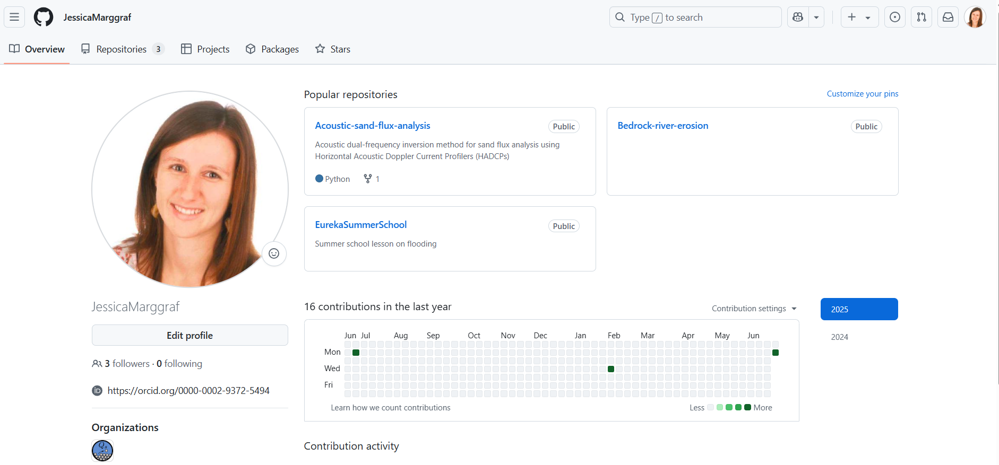 JessicaMarggraf
Type / to search
Overview
Repositories 3
Projects
Packages
Stars
Popular repositories
Customize your pins
Acoustic-sand-flux-analysis
Public
Acoustic dual-frequency inversion method for sand flux analysis using
Horizontal Acoustic Doppler Current Profilers (HADCPs)
Python
1
Bedrock-river-erosion
Public
EurekaSummerSchool
Public
Summer school lesson on flooding
JessicaMarggraf
Edit profile
3 followers · 0 following
iD https://orcid.org/0000-0002-9372-5494
Organizations
Qs
16 contributions in the last year
Contribution settings
2025
2024
Jun Jul Aug Sep Oct Nov Dec Jan Feb Mar Apr May Jun
Mon
Wed
Fri
Learn how we count contributions
Less
More
Contribution activity